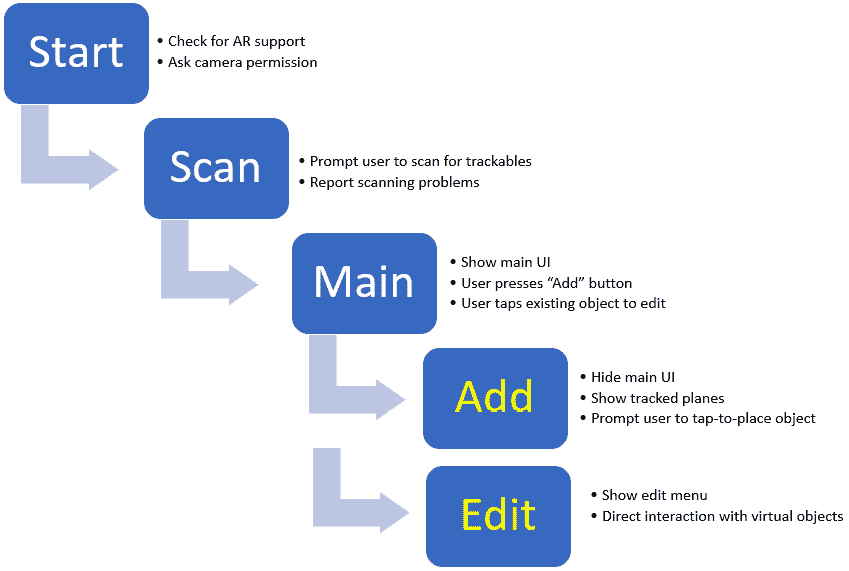 Start
• Check for AR support
• Ask camera permission
Scan
• Prompt user to scan for trackables
• Report scanning problems
Main
• Show main UI
• User presses “Add” button
• User taps existing object to edit
Add
• Hide main UI
• Show tracked planes
• Prompt user to tap-to-place object
Edit
• Show edit menu
• Direct interaction with virtual objects